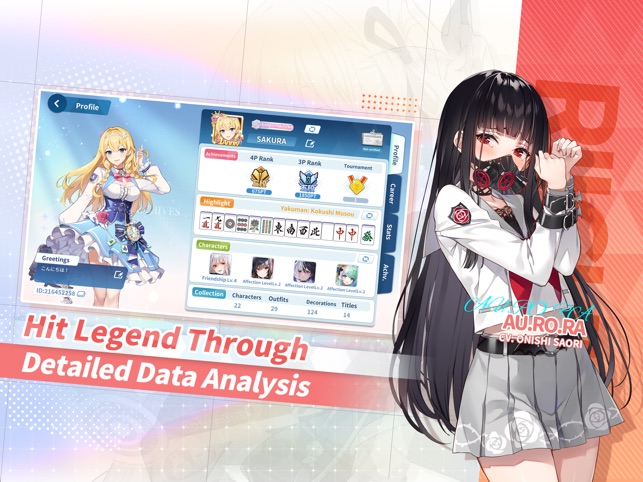 Profile
Greetings
こんにちは！
ID:216452256
SAKURA
Achievements
4P Rank
3P Rank
Tournament
Highlight
Yakuman: Kokushi Musou
Characters
Friendship Lv.4
Affection Level Lv.2
Affection Level Lv.2
Affection Level Lv.2
Collection
Characters
Outfits
Decorations
Titles
22
29
124
14
Profile
Career
Stats
Achv.
Hit Legend Through
Detailed Data Analysis
AU.RO.RA
CV: ONISHI SAORI